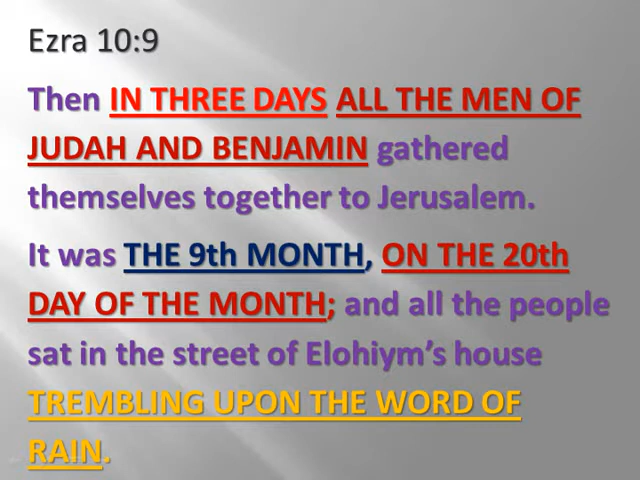 Ezra 10:9
Then IN THREE DAYS ALL THE MEN OF
JUDAH AND BENJAMIN gathered
themselves together to Jerusalem.
It was THE 9th MONTH, ON THE 20th
DAY OF THE MONTH; and all the people
sat in the street of Elohiym’s house
TREMBLING UPON THE WORD OF
RAIN.